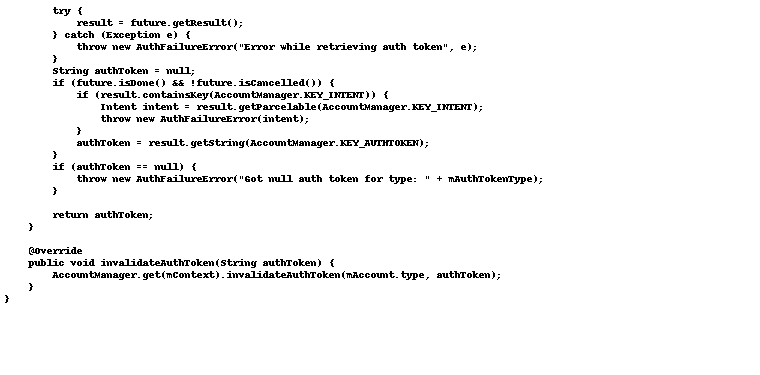 try {
result = future.getResult();
} catch (Exception e) {
throw new AuthFailureError("Error while retrieving auth token", e);
}
String authToken = null;
if (future.isDone() && !future.isCancelled()) {
if (result.containsKey(AccountManager.KEY_INTENT)) {
Intent intent = result.getParcelable(AccountManager.KEY_INTENT);
throw new AuthFailureError(intent);
}
authToken = result.getString(AccountManager.KEY_AUTHTOKEN);
}
if (authToken == null) {
throw new AuthFailureError("Got null auth token for type: " + mAuthTokenType);
}

return authToken;
}

@Override
public void invalidateAuthToken(String authToken) {
AccountManager.get(mContext).invalidateAuthToken(mAccount.type, authToken);
}
}